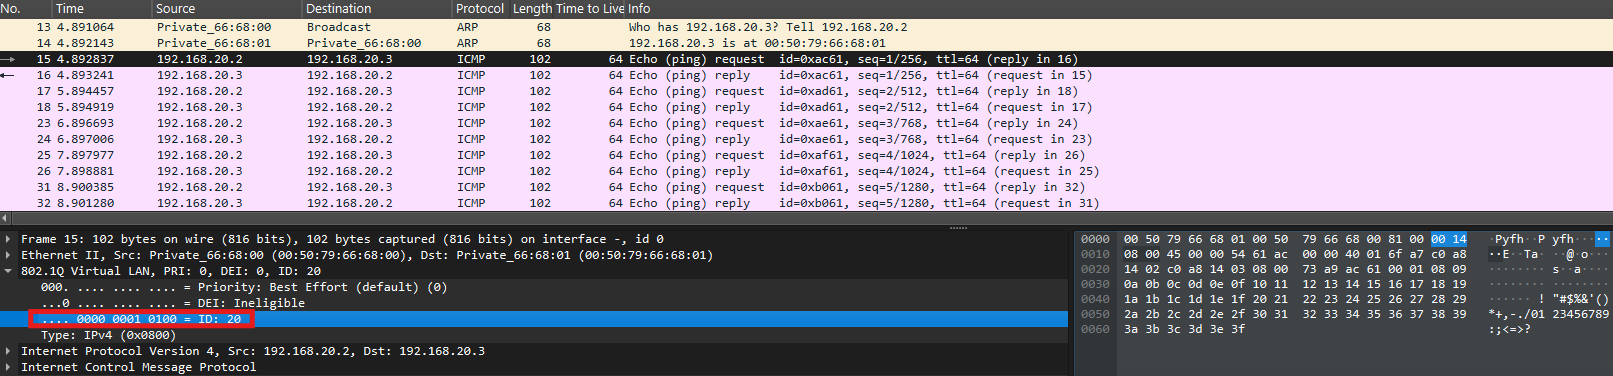 No. Time Source Destination Protocol Length Time to Live Info
13 4.891064 Private_66:68:00 Broadcast ARP 68 Who has 192.168.20.3? Tell 192.168.20.2
14 4.892143 Private_66:68:01 Private_66:68:00 ARP 68 192.168.20.3 is at 00:50:79:66:68:01
15 4.892837 192.168.20.2 192.168.20.3 ICMP 102 64 Echo (ping) request id=0xac61, seq=1/256, ttl=64 (reply in 16)
16 4.893241 192.168.20.3 192.168.20.2 ICMP 102 64 Echo (ping) reply id=0xac61, seq=1/256, ttl=64 (request in 15)
17 5.894457 192.168.20.2 192.168.20.3 ICMP 102 64 Echo (ping) request id=0xad61, seq=2/512, ttl=64 (reply in 18)
18 5.894919 192.168.20.3 192.168.20.2 ICMP 102 64 Echo (ping) reply id=0xad61, seq=2/512, ttl=64 (request in 17)
23 6.896693 192.168.20.2 192.168.20.3 ICMP 102 64 Echo (ping) request id=0xae61, seq=3/768, ttl=64 (reply in 24)
24 6.897006 192.168.20.3 192.168.20.2 ICMP 102 64 Echo (ping) reply id=0xae61, seq=3/768, ttl=64 (request in 23)
25 7.897977 192.168.20.2 192.168.20.3 ICMP 102 64 Echo (ping) request id=0xaf61, seq=4/1024, ttl=64 (reply in 26)
26 7.898881 192.168.20.3 192.168.20.2 ICMP 102 64 Echo (ping) reply id=0xaf61, seq=4/1024, ttl=64 (request in 25)
31 8.900385 192.168.20.2 192.168.20.3 ICMP 102 64 Echo (ping) request id=0xb061, seq=5/1280, ttl=64 (reply in 32)
32 8.901280 192.168.20.3 192.168.20.2 ICMP 102 64 Echo (ping) reply id=0xb061, seq=5/1280, ttl=64 (request in 31)
Frame 15: 102 bytes on wire (816 bits), 102 bytes captured (816 bits) on interface -, id 0
Ethernet II, Src: Private_66:68:00 (00:50:79:66:68:00), Dst: Private_66:68:01 (00:50:79:66:68:01)
802.1Q Virtual LAN, PRI: 0, DEI: 0, ID: 20
000. .... .... .... = Priority: Best Effort (default) (0)
...0 .... .... .... = DEI: Ineligible
.... 0000 0001 0100 = ID: 20
Type: IPv4 (0x0800)
Internet Protocol Version 4, Src: 192.168.20.2, Dst: 192.168.20.3
Internet Control Message Protocol
0000 00 50 79 66 68 01 00 50 79 66 68 00 81 00 00 14 ·Pyfh··P yfh·····
0010 08 00 45 00 00 54 61 ac 00 00 40 01 6f a7 c0 a8 ··E··Ta· ··@·o···
0020 14 02 c0 a8 14 03 08 00 73 a9 ac 61 00 01 08 09 ········ s··a····
0030 0a 0b 0c 0d 0e 0f 10 11 12 13 14 15 16 17 18 19 ········ ········
0040 1a 1b 1c 1d 1e 1f 20 21 22 23 24 25 26 27 28 29 ······ ! "#$%&'()
0050 2a 2b 2c 2d 2e 2f 30 31 32 33 34 35 36 37 38 39 *+,-./01 23456789
0060 3a 3b 3c 3d 3e 3f :;<=>?